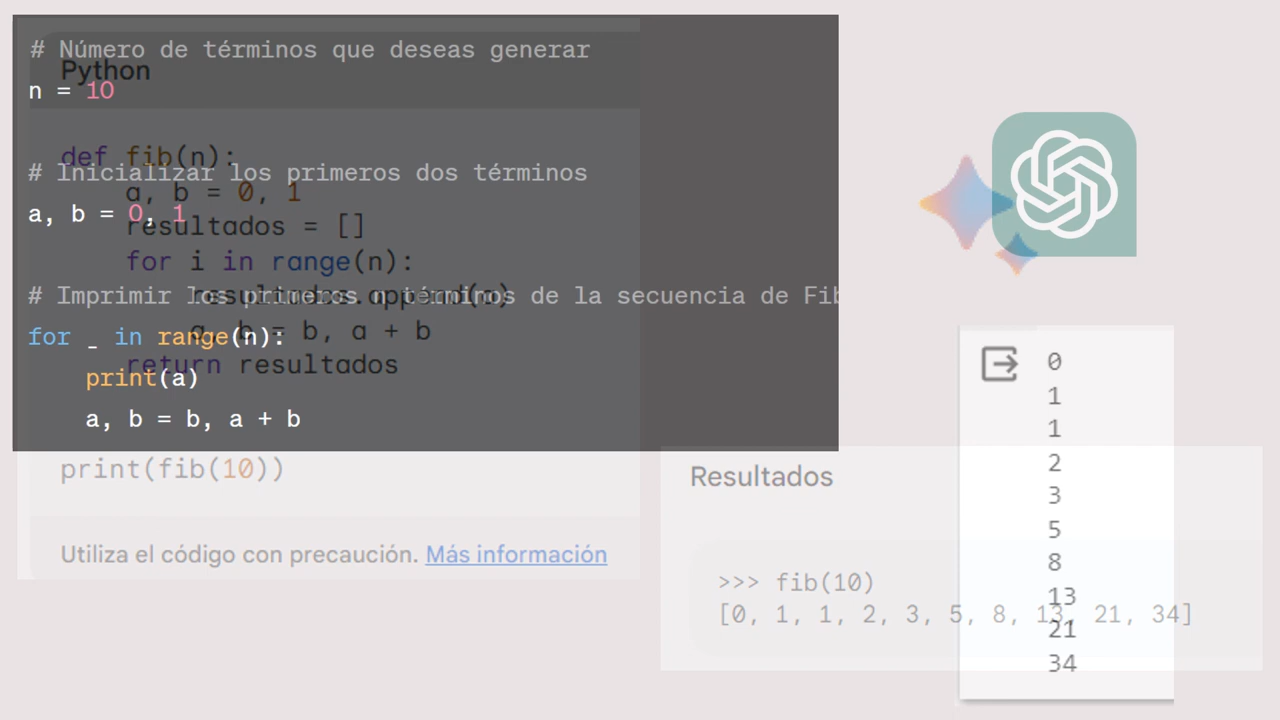 # Número de términos que deseas generar
n = 10
# Inicializar los primeros dos términos
a, b = 0, 1
# Imprimir los primeros n términos de la secuencia de Fib
for _ in range(n):
    print(a)
    a, b = b, a + b
Python
def fib(n):
    a, b = 0, 1
    resultados = []
    for i in range(n):
        resultados.append(a)
        a, b = b, a + b
    return resultados
print(fib(10))
Utiliza el código con precaución. Más información
Resultados
>>> fib(10)
[0, 1, 1, 2, 3, 5, 8, 13, 21, 34]
0
1
1
2
3
5
8
13
21
34